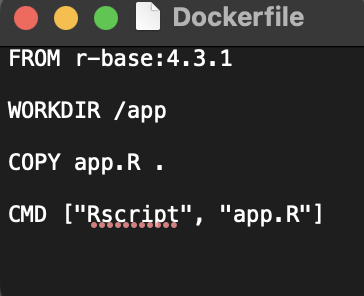 Dockerfile
FROM r-base:4.3.1
WORKDIR /app
COPY app.R .
CMD ["Rscript", "app.R"]